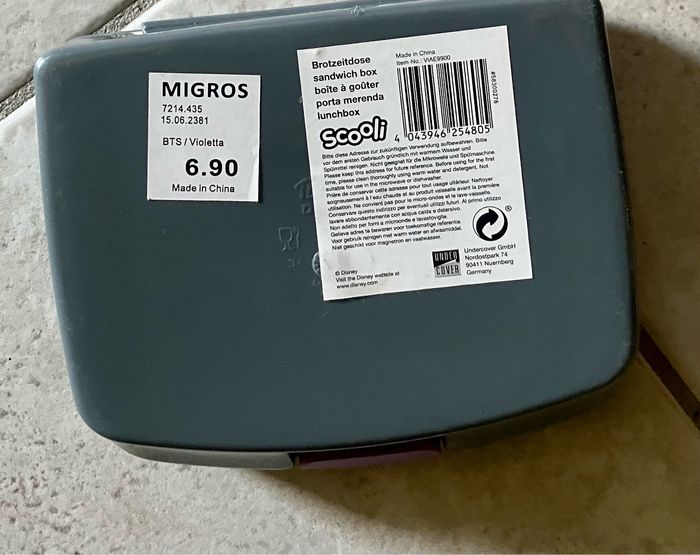 MIGROS
7214.435
15.06.2381
BTS / Violetta
6.90
Made in China
Brotzeitdose
sandwich box
boîte à goûter
porta merenda
lunchbox
Scooli
Made in China
Item-No.: VIAE9900
#58300276
4 043946 254805
Bitte diese Adresse zur zukünftigen Verwendung aufbewahren. Bitte
vor dem ersten Gebrauch gründlich mit warmem Wasser und
Spülmittel reinigen. Nicht geeignet für die Mikrowelle und Spülmaschine.
Please keep this address for future reference. Before using for the first
time, please clean thoroughly using warm water and detergent. Not
suitable for use in the microwave or dishwasher.
Prière de conserver cette adresse pour tout usage ultérieur. Nettoyer
soigneusement à l'eau chaude et au produit vaisselle avant la première
utilisation. Ne convient pas pour le micro-ondes et le lave-vaisselle.
Conservare questo indirizzo per eventuali utilizzi futuri. Al primo utilizzo
lavare abbondantemente con acqua calda e detersivo.
Non adatto per forni a microonde e lavastoviglie.
Gelieve adres te bewaren voor toekomstige referentie.
Voor gebruik reinigen met warm water en afwasmiddel.
Niet geschikt voor magnetron en vaatwasser.
© Disney
Visit the Disney website at
www.disney.com
UNDER
COVER
Undercover GmbH
Nordostpark 74
90411 Nuernberg
Germany